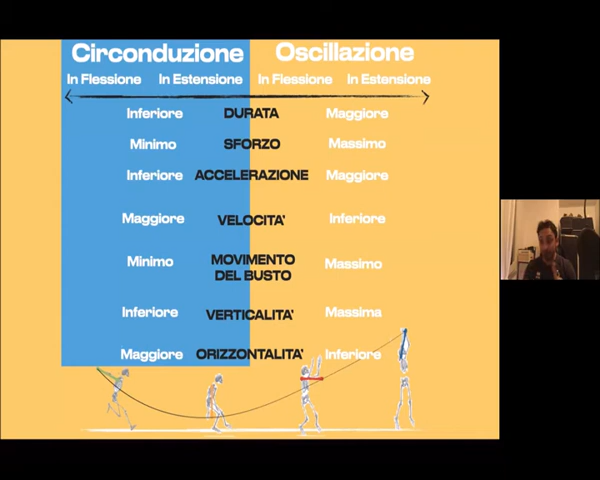 Circonduzione Oscillazione
In Flessione In Estensione In Flessione In Estensione
Inferiore DURATA Maggiore
Minimo SFORZO Massimo
Inferiore ACCELERAZIONE Maggiore
Maggiore VELOCITA' Inferiore
Minimo MOVIMENTO DEL BUSTO Massimo
Inferiore VERTICALITA' Massima
Maggiore ORIZZONTALITA' Inferiore